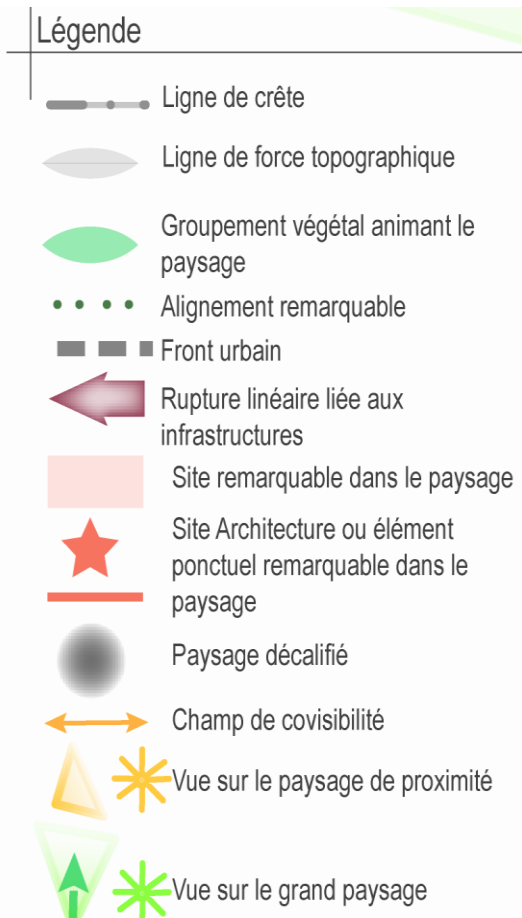 Légende
Ligne de crête
Ligne de force topographique
Groupement végétal animant le
paysage
Alignement remarquable
Front urbain
Rupture linéaire liée aux
infrastructures
Site remarquable dans le paysage
Site Architecture ou élément
ponctuel remarquable dans le
paysage
Paysage décalifié
Champ de covisibilité
Vue sur le paysage de proximité
Vue sur le grand paysage